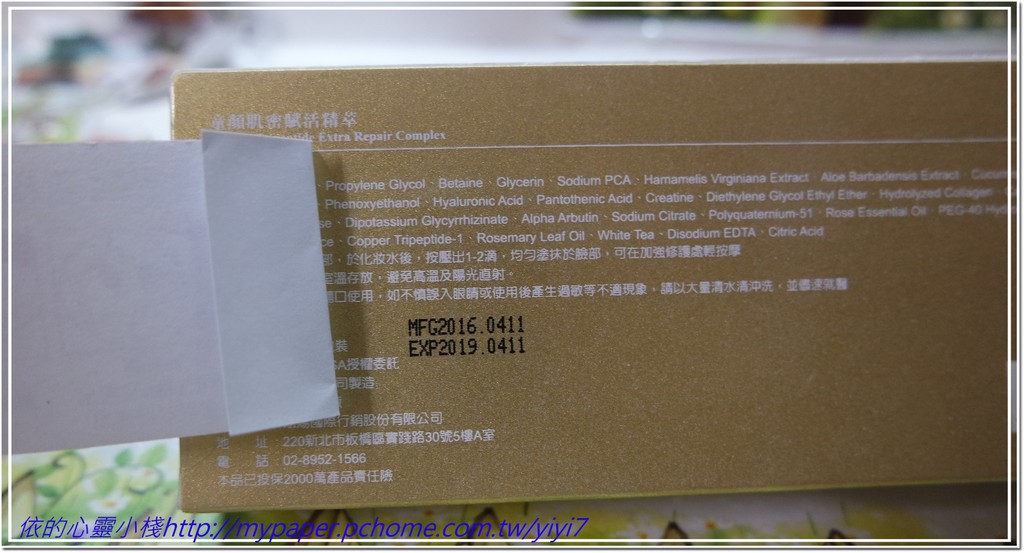 童顏肌密賦活精萃
Extra Repair Complex
Propylene Glycol、Betaine、Glycerin、Sodium PCA、Hamamelis Virginiana Extract、Aloe Barbadensis Extract、
Phenoxyethanol、Hyaluronic Acid、Pantothenic Acid、Creatine、Diethylene Glycol Ethyl Ether、Hydrolyzed Collagen、
Dipotassium Glycyrrhizinate、Alpha Arbutin、Sodium Citrate、Polyquaternium-51、Rose Essential Oil、PEG-40
Copper Tripeptide-1、Rosemary Leaf Oil、White Tea、Disodium EDTA、Citric Acid
於化妝水後，按壓出1-2滴，均勻塗抹於臉部，可在加強修護處輕按摩
室溫存放，避免高溫及陽光直射。
傷口使用，如不慎誤入眼睛或使用後產生過敏等不適現象，請以大量清水清沖洗，並儘速就醫
MFG2016.0411
EXP2019.0411
裝
授權委託
司製造
國際行銷股份有限公司
地 址：220新北市板橋區實踐路30號5樓A室
電 話：02-8952-1566
本品已投保2000萬產品責任險
依的心靈小棧http://mypaper.pchome.com.tw/yiyi7